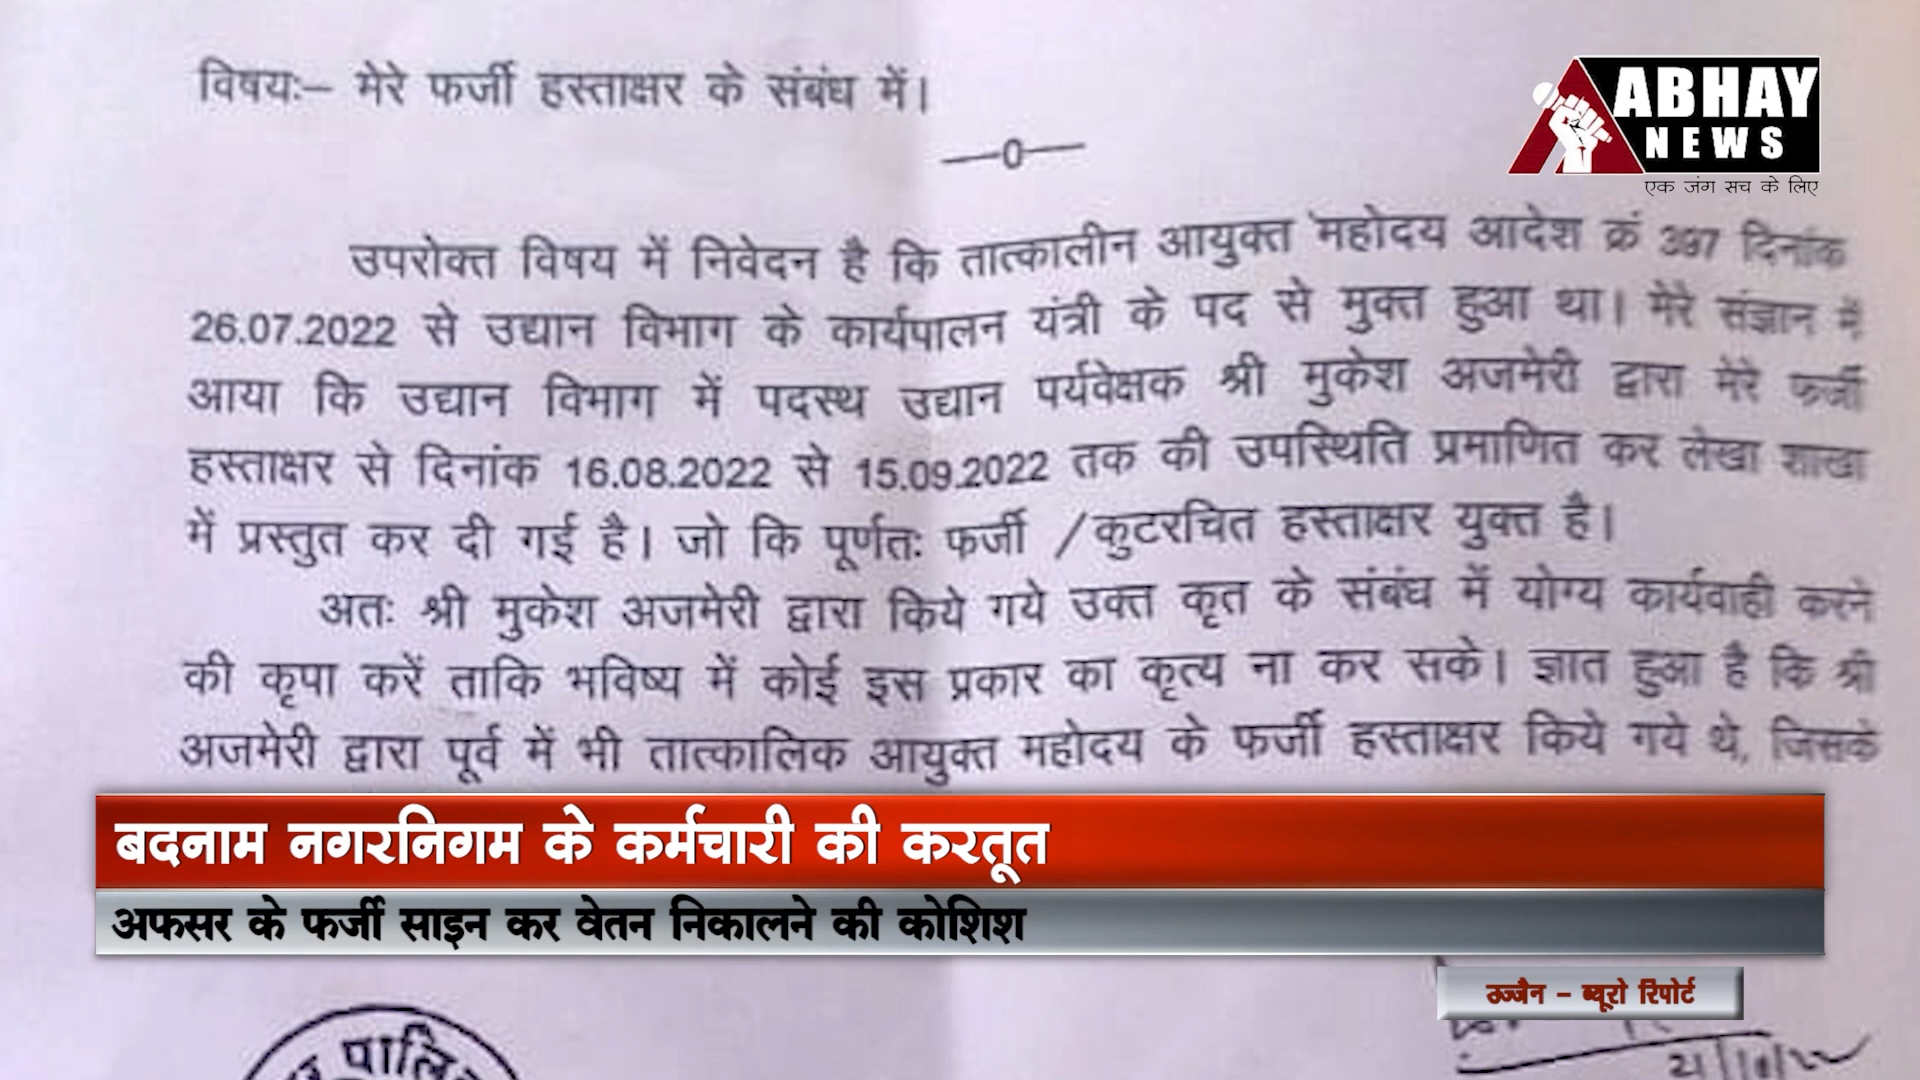 विषयः– मेरे फर्जी हस्ताक्षर के संबंध में।
—0—
ABHAY
NEWS
एक जंग सच के लिए
उपरोक्त विषय में निवेदन है कि तात्कालीन आयुक्त महोदय आदेश क्रं 397 दिनांक
26.07.2022 से उद्यान विभाग के कार्यपालन यंत्री के पद से मुक्त हुआ था। मेरे संज्ञान में
आया कि उद्यान विभाग में पदस्थ उद्यान पर्यवेक्षक श्री मुकेश अजमेरी द्वारा मेरे फर्जी
हस्ताक्षर से दिनांक 16.08.2022 से 15.09.2022 तक की उपस्थिति प्रमाणित कर लेखा शाखा
में प्रस्तुत कर दी गई है। जो कि पूर्णतः फर्जी /कुटरचित हस्ताक्षर युक्त है।
अतः श्री मुकेश अजमेरी द्वारा किये गये उक्त कृत के संबंध में योग्य कार्यवाही करने
की कृपा करें ताकि भविष्य में कोई इस प्रकार का कृत्य ना कर सके। ज्ञात हुआ है कि श्री
अजमेरी द्वारा पूर्व में भी तात्कालिक आयुक्त महोदय के फर्जी हस्ताक्षर किये गये थे, जिसके
बदनाम नगरनिगम के कर्मचारी की करतूत
अफसर के फर्जी साइन कर वेतन निकालने की कोशिश
उज्जैन – ब्यूरो रिपोर्ट
21/10/22